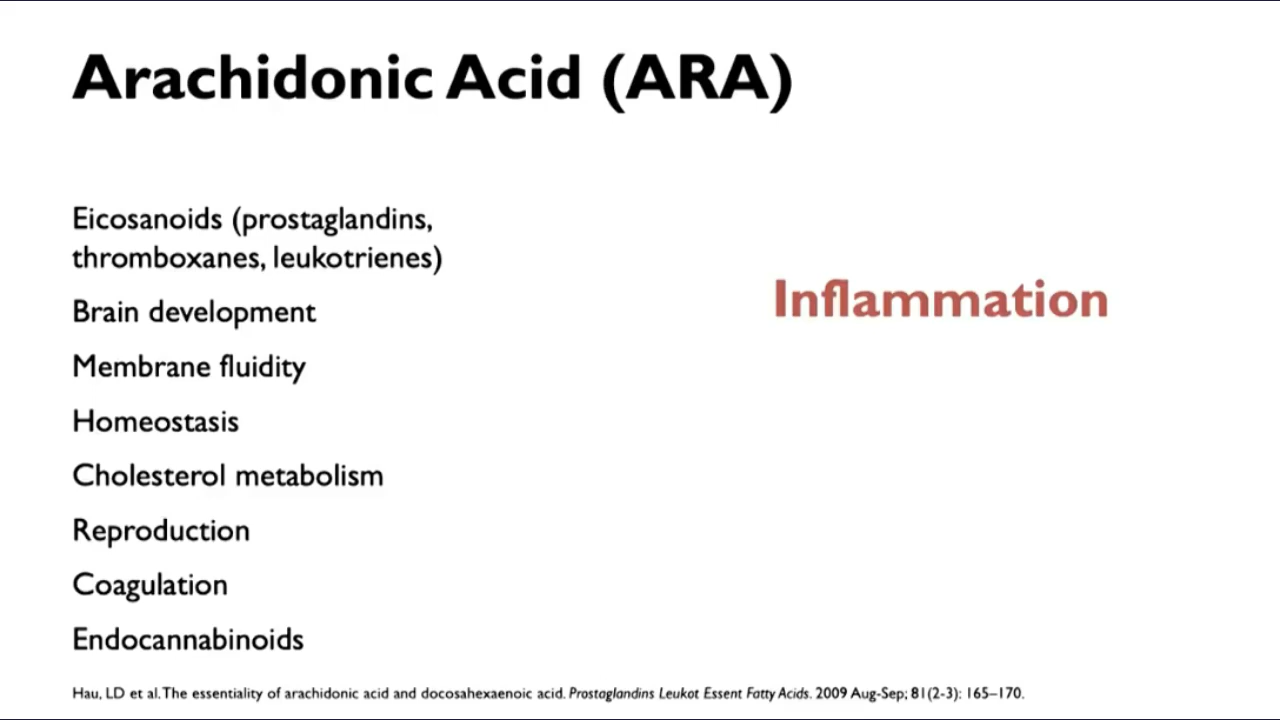 Arachidonic Acid (ARA)
Eicosanoids (prostaglandins,
thromboxanes, leukotrienes)
Brain development
Membrane fluidity
Homeostasis
Cholesterol metabolism
Reproduction
Coagulation
Endocannabinoids
Inflammation
Hau, LD et al. The essentiality of arachidonic acid and docosahexaenoic acid. Prostaglandins Leukot Essent Fatty Acids. 2009 Aug-Sep; 81(2-3): 165–170.